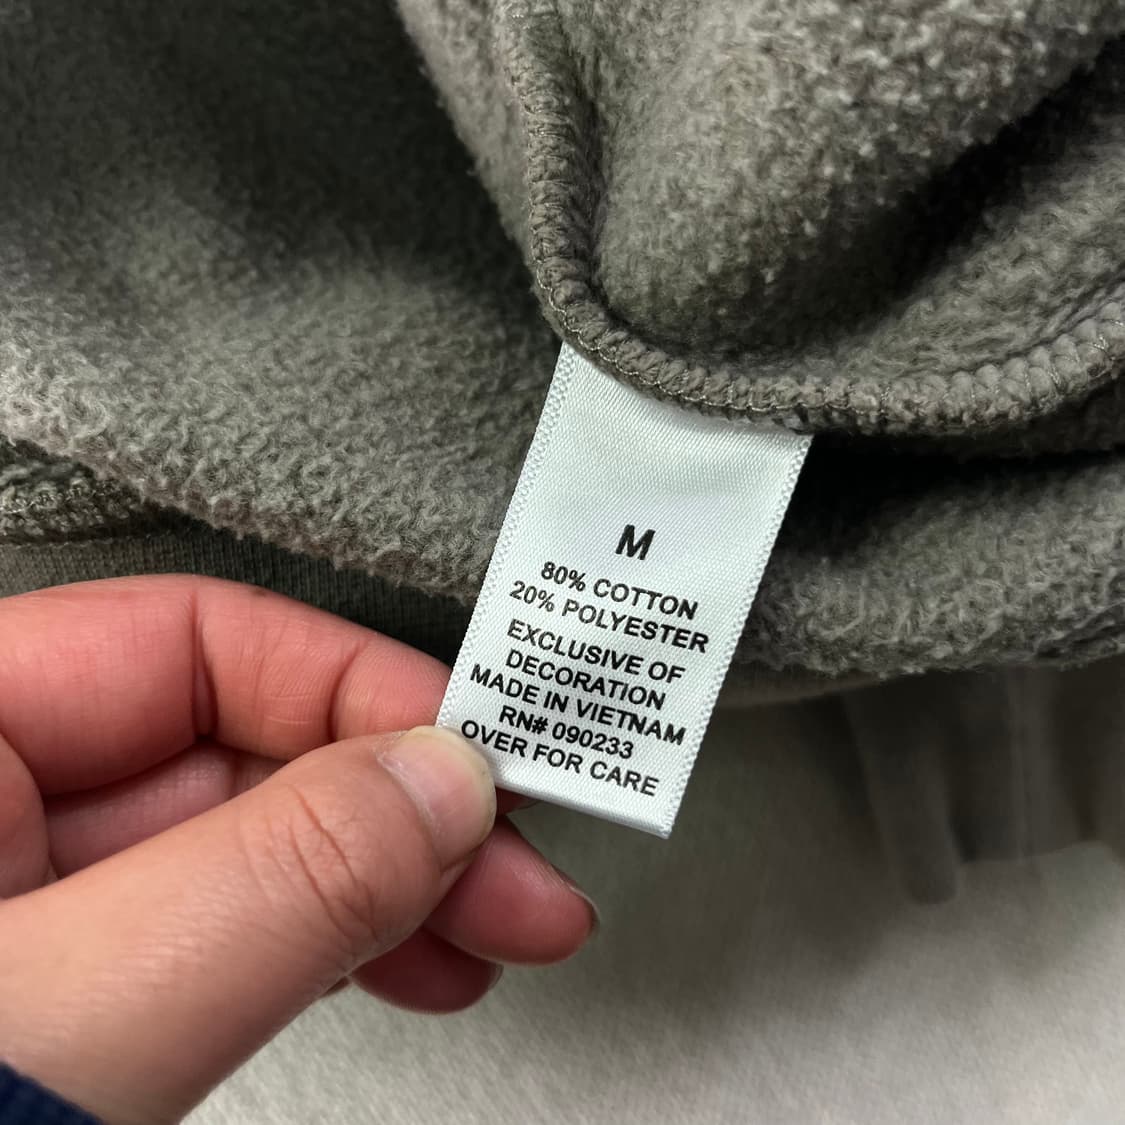 M
80% COTTON
20% POLYESTER
EXCLUSIVE OF
DECORATION
MADE IN VIETNAM
RN# 090233
OVER FOR CARE